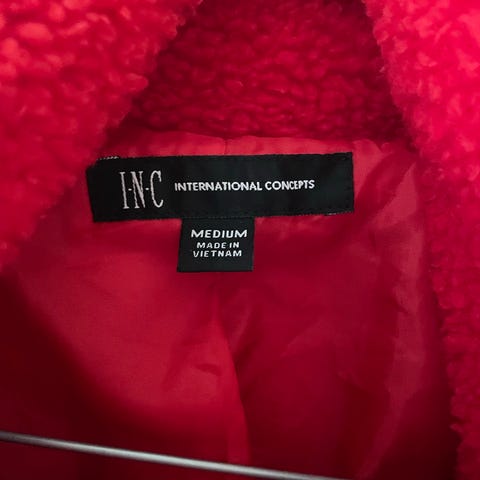 I·N·C INTERNATIONAL CONCEPTS
MEDIUM
MADE IN
VIETNAM